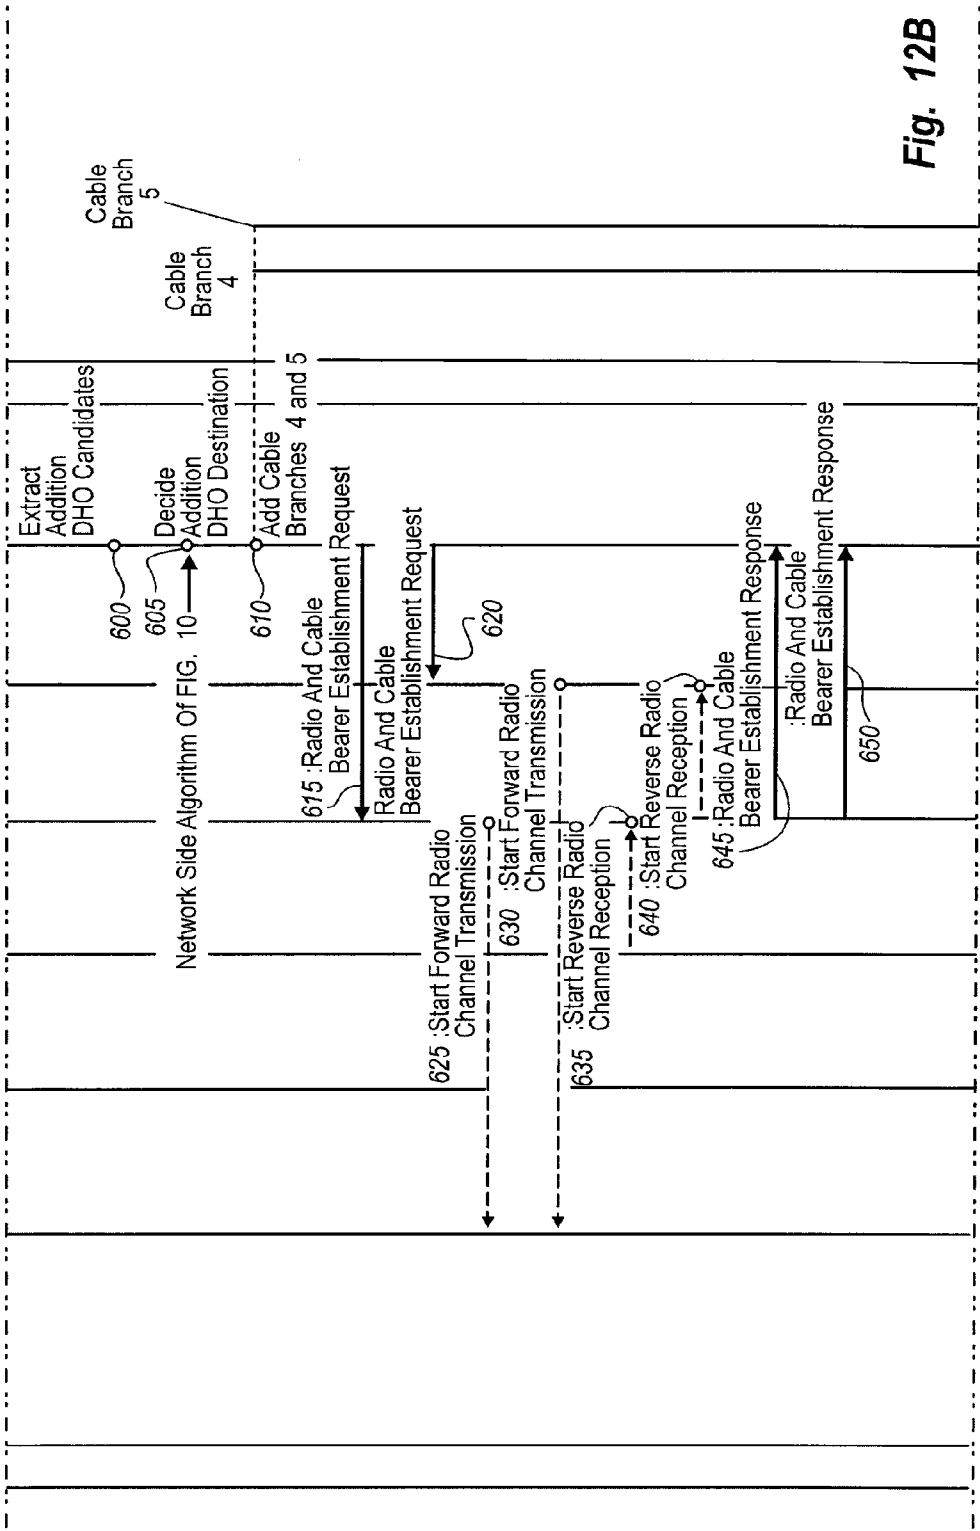 Extract
Addition
DHO Candidates
600
Decide
Addition
DHO Destination
605
Network Side Algorithm Of FIG. 10
Cable
Branch
4
Cable
Branch
5
610
Add Cable
Branches 4 and 5
615 :Radio And Cable
Bearer Establishment Request
Radio And Cable
Bearer Establishment Request
620
625 :Start Forward Radio
Channel Transmission
630 :Start Forward Radio
Channel Transmission
635 :Start Reverse Radio
Channel Reception
640 :Start Reverse Radio
Channel Reception
645 :Radio And Cable
Bearer Establishment Response
:Radio And Cable
Bearer Establishment Response
650
Fig. 12B